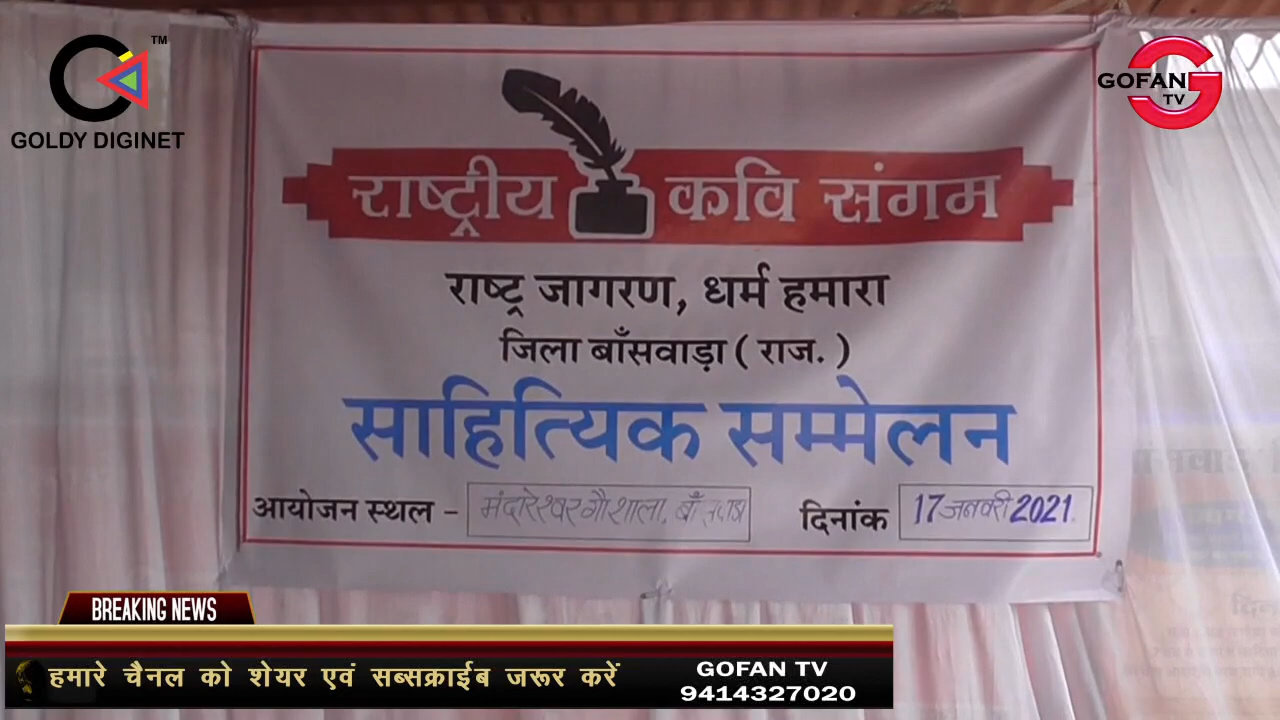 TM
GOLDY DIGINET
GOFAN
TV
राष्ट्रीय कवि संगम
राष्ट्र जागरण, धर्म हमारा
जिला बाँसवाड़ा ( राज. )
साहित्यिक सम्मेलन
आयोजन स्थल - मंदारेश्वर गौशाला, दिनांक 17 जनवरी 2021
BREAKING NEWS
हमारे चैनल को शेयर एवं सब्सक्राईब जरूर करें
GOFAN TV
9414327020